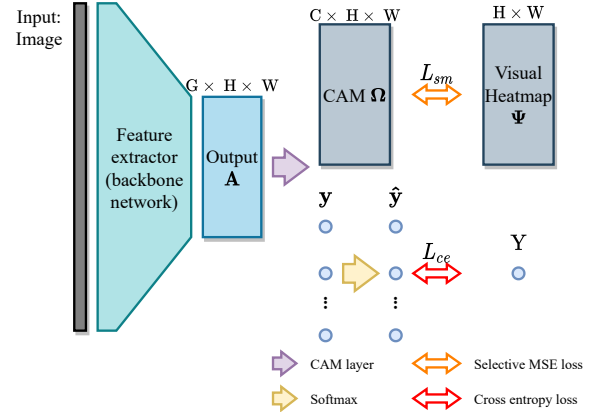 Input:
Image
C × H × W
H × W
G × H × W
Feature
extractor
(backbone
network)
Output
A
CAM Ω
L_sm
Visual
Heatmap
Ψ
y
ŷ
L_ce
Y
CAM layer
Selective MSE loss
Softmax
Cross entropy loss